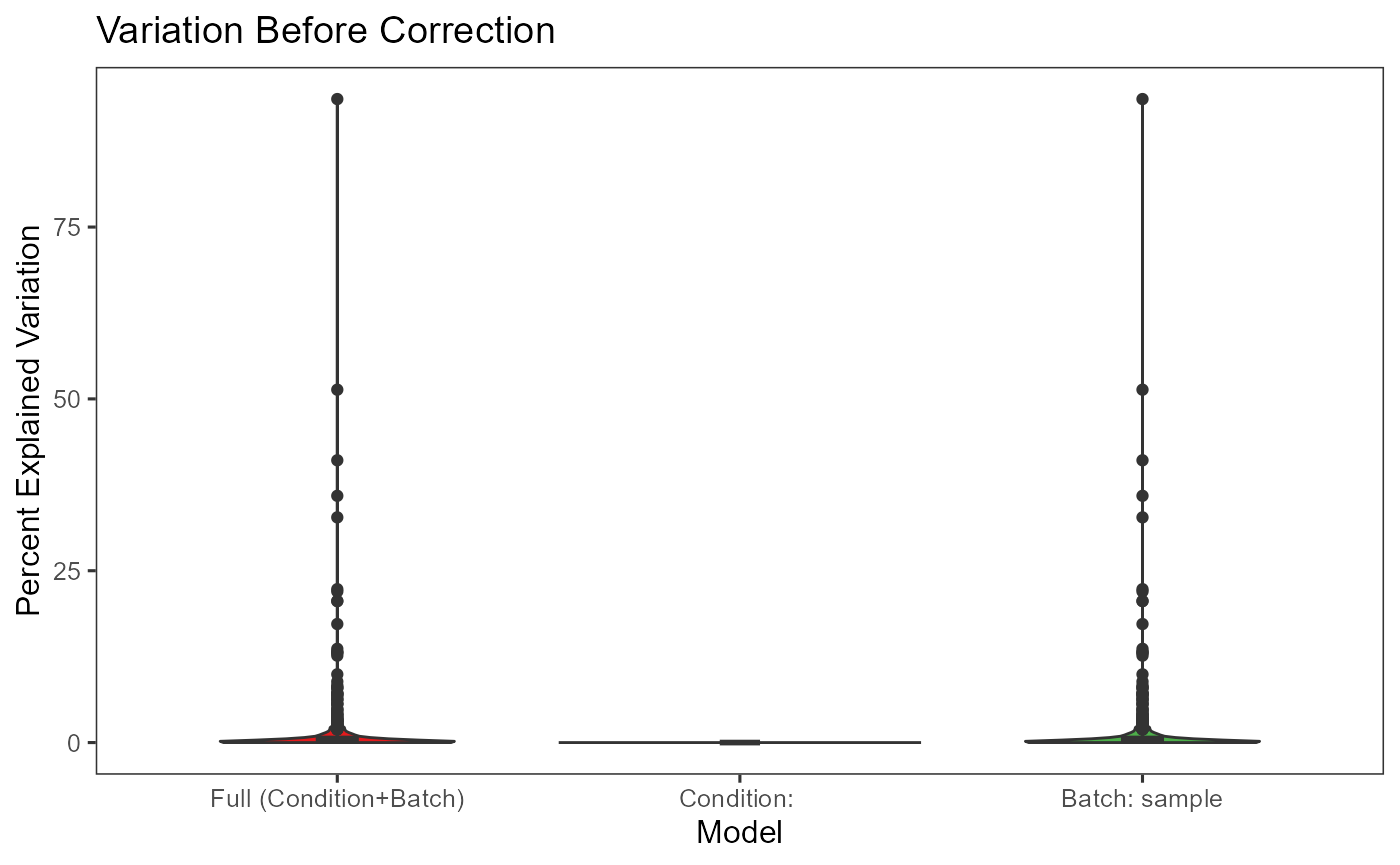 Variation Before Correction
Percent Explained Variation
75
50
25
0
Full (Condition+Batch)
Condition:
Batch: sample
Model